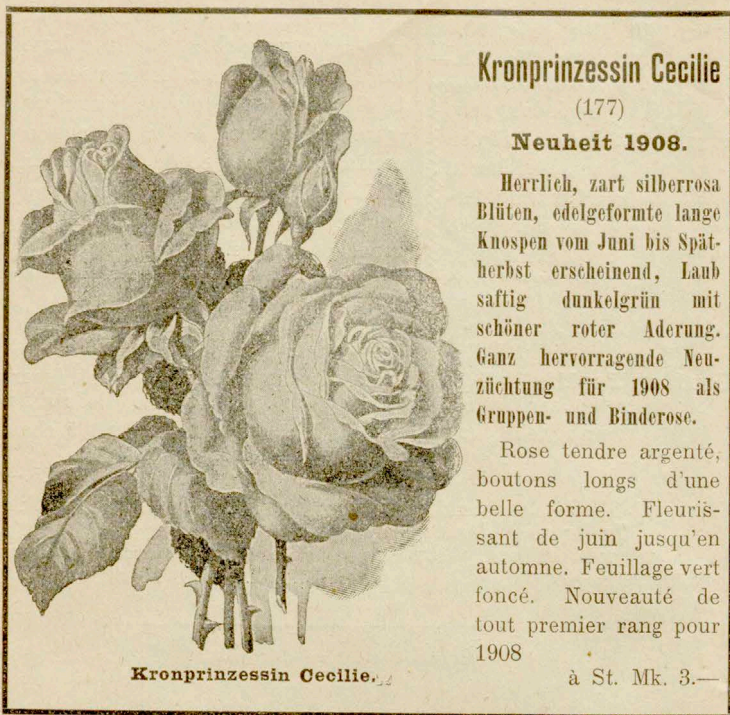 Kronprinzessin Cecilie
(177)
Neuheit 1908.
Herrlich, zart silberrosa
Blüten, edelgeformte lange
Knospen vom Juni bis Spät-
herbst erscheinend, Laub
saftig dunkelgrün mit
schöner roter Aderung.
Ganz hervorragende Neu-
züchtung für 1908 als
Gruppen- und Binderose.
Rose tendre argenté,
boutons longs d'une
belle forme. Fleuris-
sant de juin jusqu'en
automne. Feuillage vert
foncé. Nouveauté de
tout premier rang pour
1908
à St. Mk. 3.—
Kronprinzessin Cecilie.